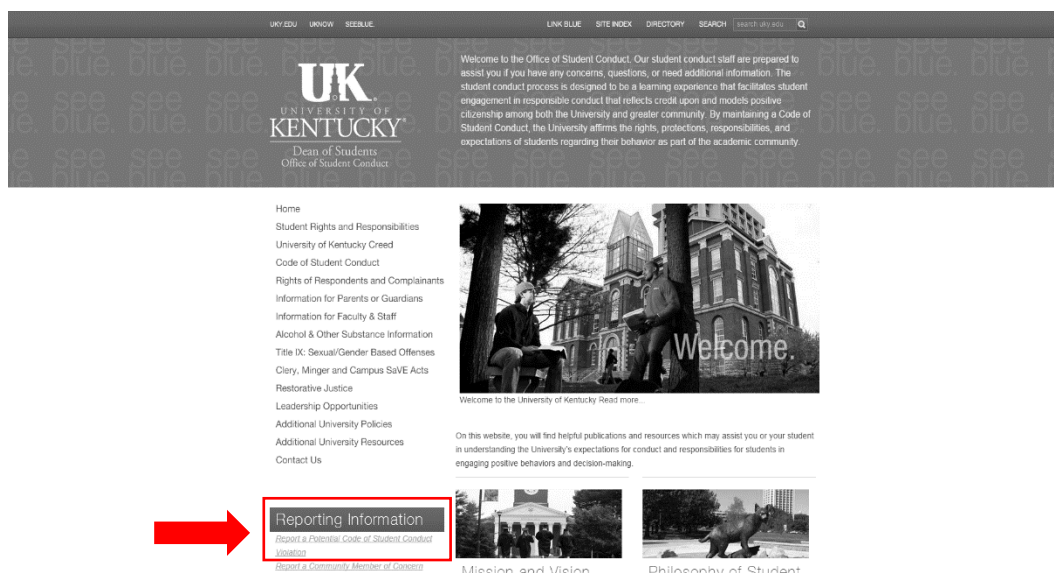 UKY.EDU UKNOW SEEBLUE.
LINK BLUE SITE INDEX DIRECTORY SEARCH search uky.edu
UK
UNIVERSITY OF
KENTUCKY®
Dean of Students
Office of Student Conduct
Welcome to the Office of Student Conduct. Our student conduct staff are prepared to
assist you if you have any concerns, questions, or need additional information. The
student conduct process is designed to be a learning experience that facilitates student
engagement in responsible conduct that reflects credit upon and models positive
citizenship among both the University and greater community. By maintaining a Code of
Student Conduct, the University affirms the rights, protections, responsibilities, and
expectations of students regarding their behavior as part of the academic community.
Home
Student Rights and Responsibilities
University of Kentucky Creed
Code of Student Conduct
Rights of Respondents and Complainants
Information for Parents or Guardians
Information for Faculty & Staff
Alcohol & Other Substance Information
Title IX: Sexual/Gender Based Offenses
Clery, Minger and Campus SaVE Acts
Restorative Justice
Leadership Opportunities
Additional University Policies
Additional University Resources
Contact Us
Welcome.
Welcome to the University of Kentucky Read more...
On this website, you will find helpful publications and resources which may assist you or your student
in understanding the University's expectations for conduct and responsibilities for students in
engaging positive behaviors and decision-making.
Reporting Information
Report a Potential Code of Student Conduct
Violation
Report a Community Member of Concern
Mission and Vision
Philosophy of Student